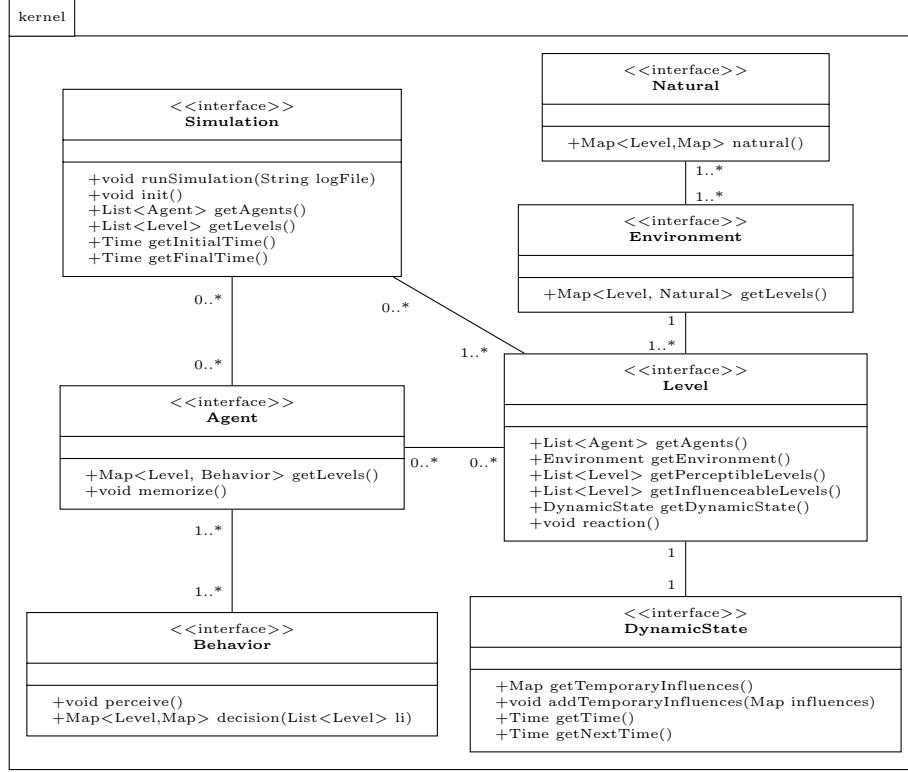 kernel
<<interface>>
Simulation
+void runSimulation(String logFile)
+void init()
+List<Agent> getAgents()
+List<Level> getLevels()
+Time getInitialTime()
+Time getFinalTime()
<<interface>>
Natural
+Map<Level,Map> natural()
1..*
1..*
<<interface>>
Environment
+Map<Level, Natural> getLevels()
0..*
0..*
0..*
1..*
1
1..*
<<interface>>
Agent
+Map<Level, Behavior> getLevels()
+void memorize()
0..*
0..*
<<interface>>
Level
+List<Agent> getAgents()
+Environment getEnvironment()
+List<Level> getPerceptibleLevels()
+List<Level> getInfluenceableLevels()
+DynamicState getDynamicState()
+void reaction()
1..*
1..*
1
1
<<interface>>
Behavior
+void perceive()
+Map<Level,Map> decision(List<Level> li)
<<interface>>
DynamicState
+Map getTemporaryInfluences()
+void addTemporaryInfluences(Map influences)
+Time getTime()
+Time getNextTime()